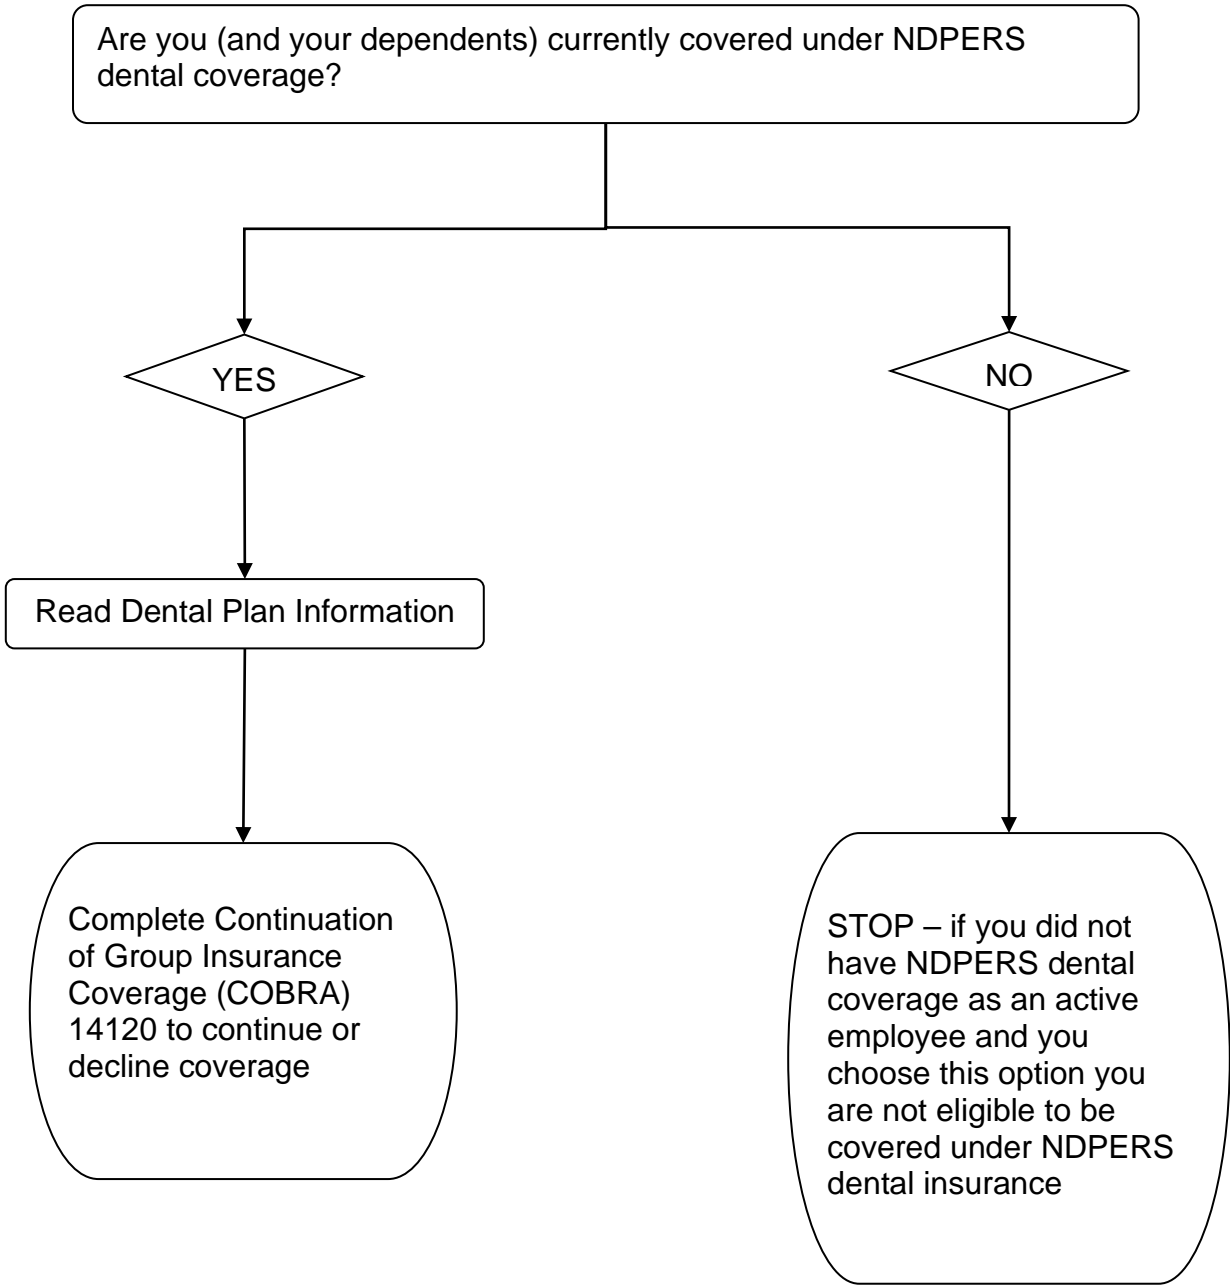 Are you (and your dependents) currently covered under NDPERS
dental coverage?
YES
NO
Read Dental Plan Information
Complete Continuation
of Group Insurance
Coverage (COBRA)
14120 to continue or
decline coverage
STOP – if you did not
have NDPERS dental
coverage as an active
employee and you
choose this option you
are not eligible to be
covered under NDPERS
dental insurance